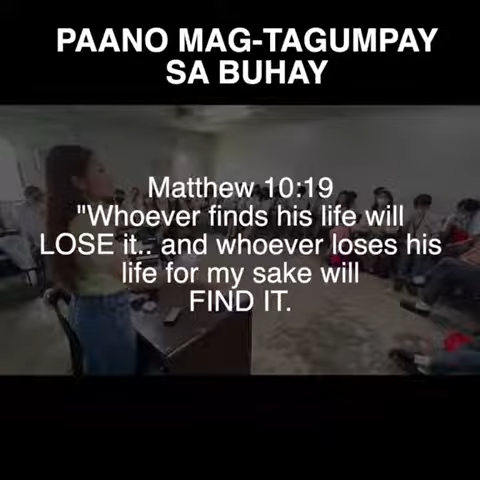 PAANO MAG-TAGUMPAY
SA BUHAY
Matthew 10:19
"Whoever finds his life will
LOSE it.. and whoever loses his
life for my sake will
FIND IT.